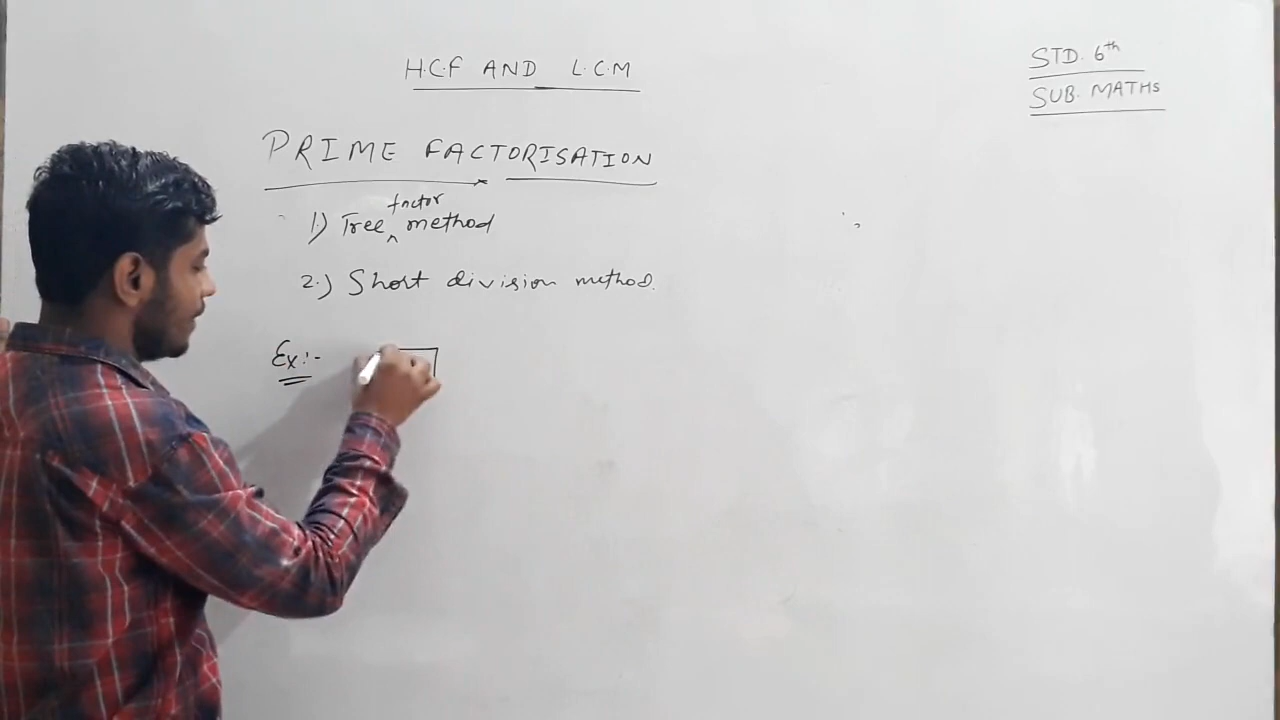 H.C.F AND L.C.M
STD. 6th
SUB. MATHS
PRIME FACTORISATION
1.) Tree factor method
2.) Short division method.
Ex:-